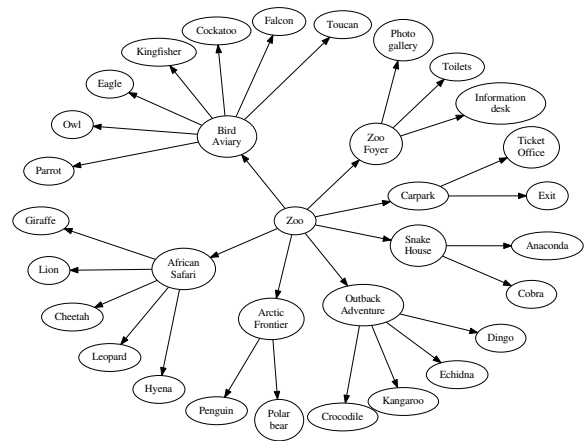 Falcon
Toucan
Cockatoo
Photo
gallery
Kingfisher
Toilets
Eagle
Information
desk
Owl
Bird
Aviary
Zoo
Foyer
Ticket
Office
Parrot
Carpark
Exit
Giraffe
Zoo
Snake
House
Anaconda
Lion
African
Safari
Cobra
Cheetah
Arctic
Frontier
Outback
Adventure
Dingo
Leopard
Echidna
Hyena
Penguin
Polar
bear
Crocodile
Kangaroo